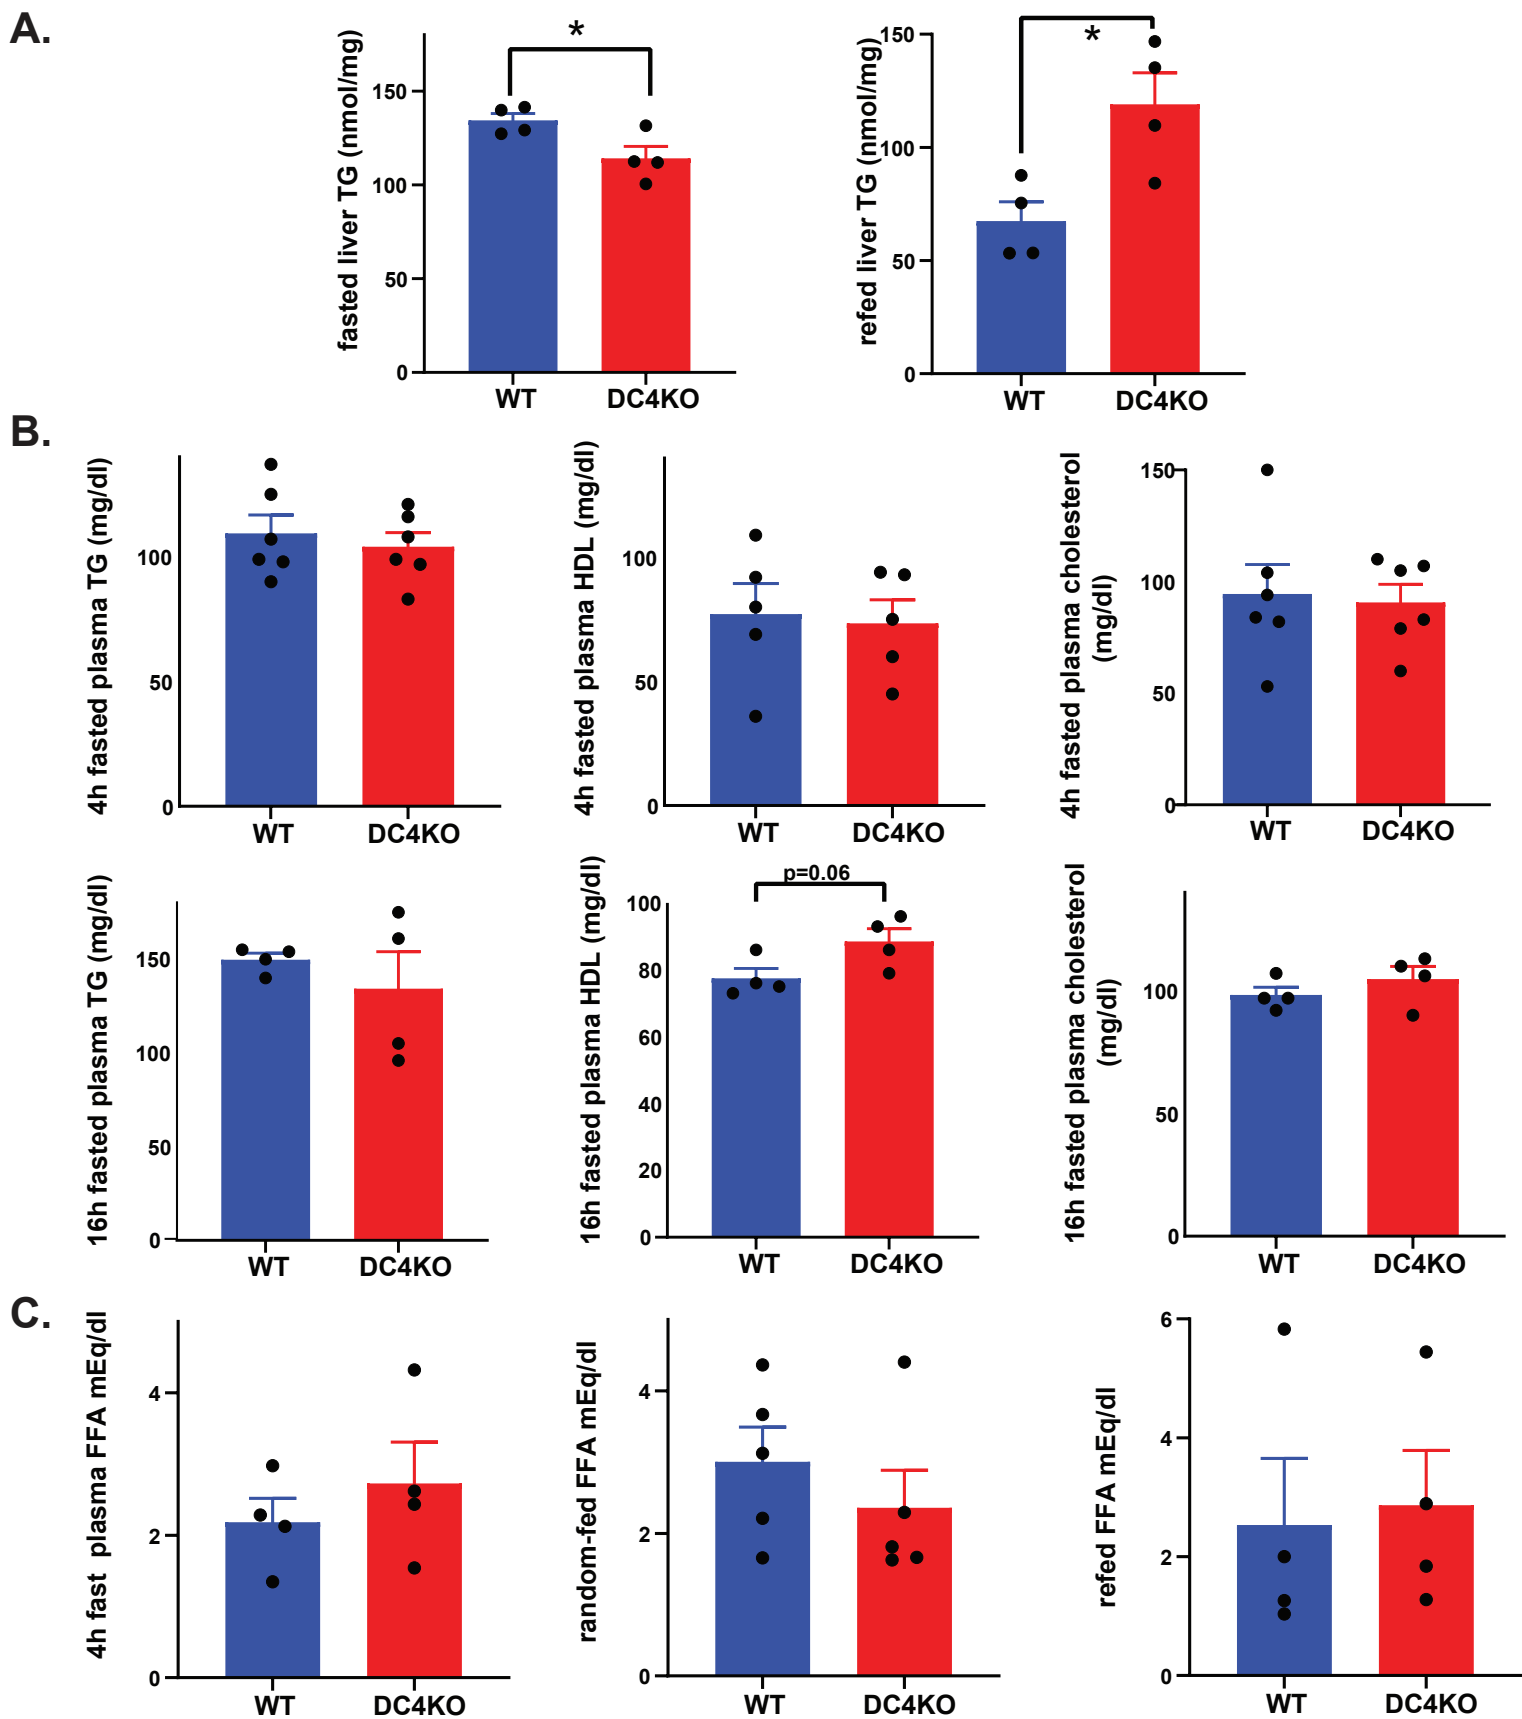 A.
fasted liver TG (nmol/mg)
150
100
50
0
*
WT
DC4KO
refed liver TG (nmol/mg)
150
100
50
0
*
WT
DC4KO
B.
4h fasted plasma TG (mg/dl)
100
50
0
WT
DC4KO
4h fasted plasma HDL (mg/dl)
100
50
0
WT
DC4KO
4h fasted plasma cholesterol
(mg/dl)
150
100
50
0
WT
DC4KO
16h fasted plasma TG (mg/dl)
150
100
50
0
WT
DC4KO
16h fasted plasma HDL (mg/dl)
100
80
60
40
20
0
p=0.06
WT
DC4KO
16h fasted plasma cholesterol
(mg/dl)
100
50
0
WT
DC4KO
C.
4h fast plasma FFA mEq/dl
4
2
0
WT
DC4KO
random-fed FFA mEq/dl
4
2
0
WT
DC4KO
refed FFA mEq/dl
6
4
2
0
WT
DC4KO